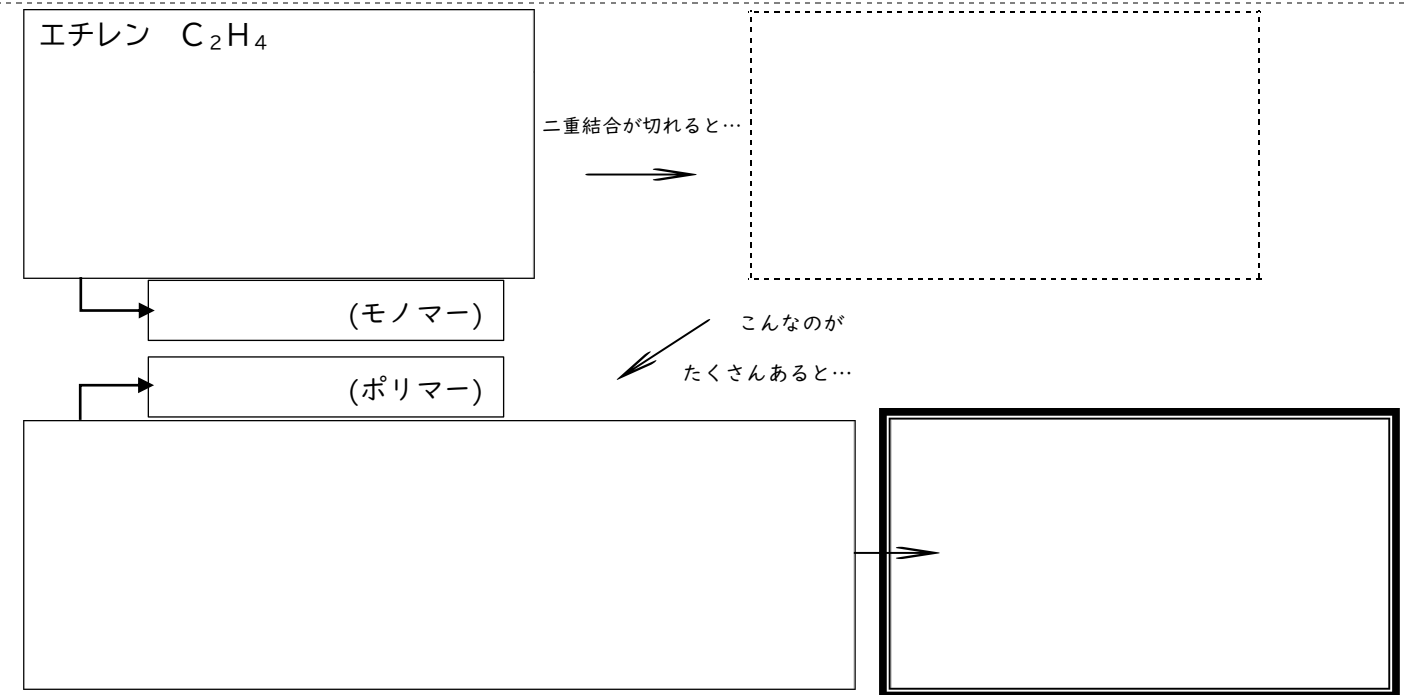 エチレン　C₂H₄
二重結合が切れると…
(モノマー)
こんなのが
(ポリマー)
たくさんあると…